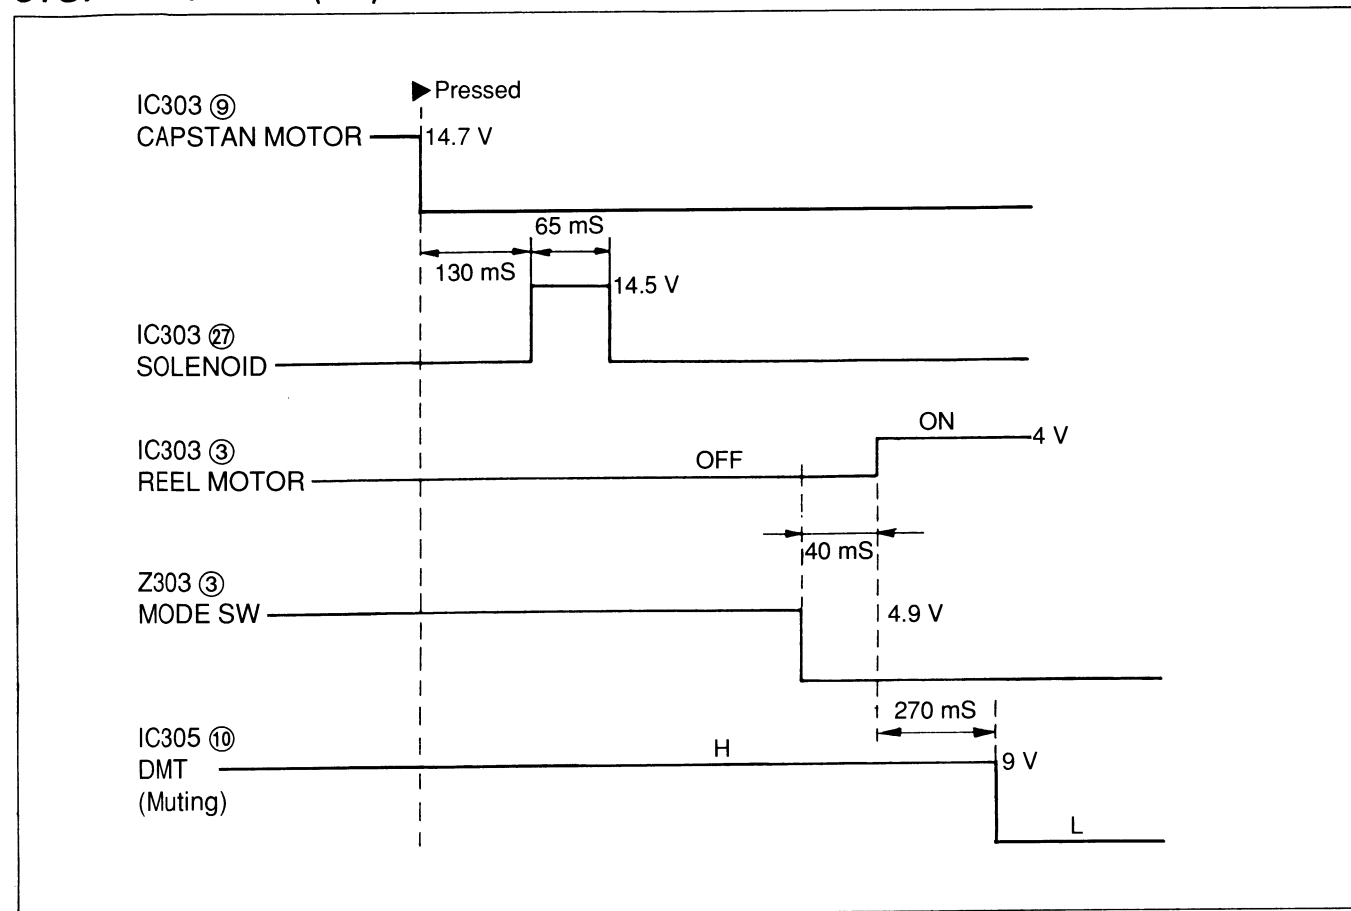 ▶Pressed
IC303 ⑨
CAPSTAN MOTOR
14.7 V
65 mS
130 mS
14.5 V
IC303 ㉗
SOLENOID
ON
4 V
IC303 ③
OFF
REEL MOTOR
40 mS
Z303 ③
MODE SW
4.9 V
270 mS
IC305 ⑩
H
DMT
9 V
(Muting)
L